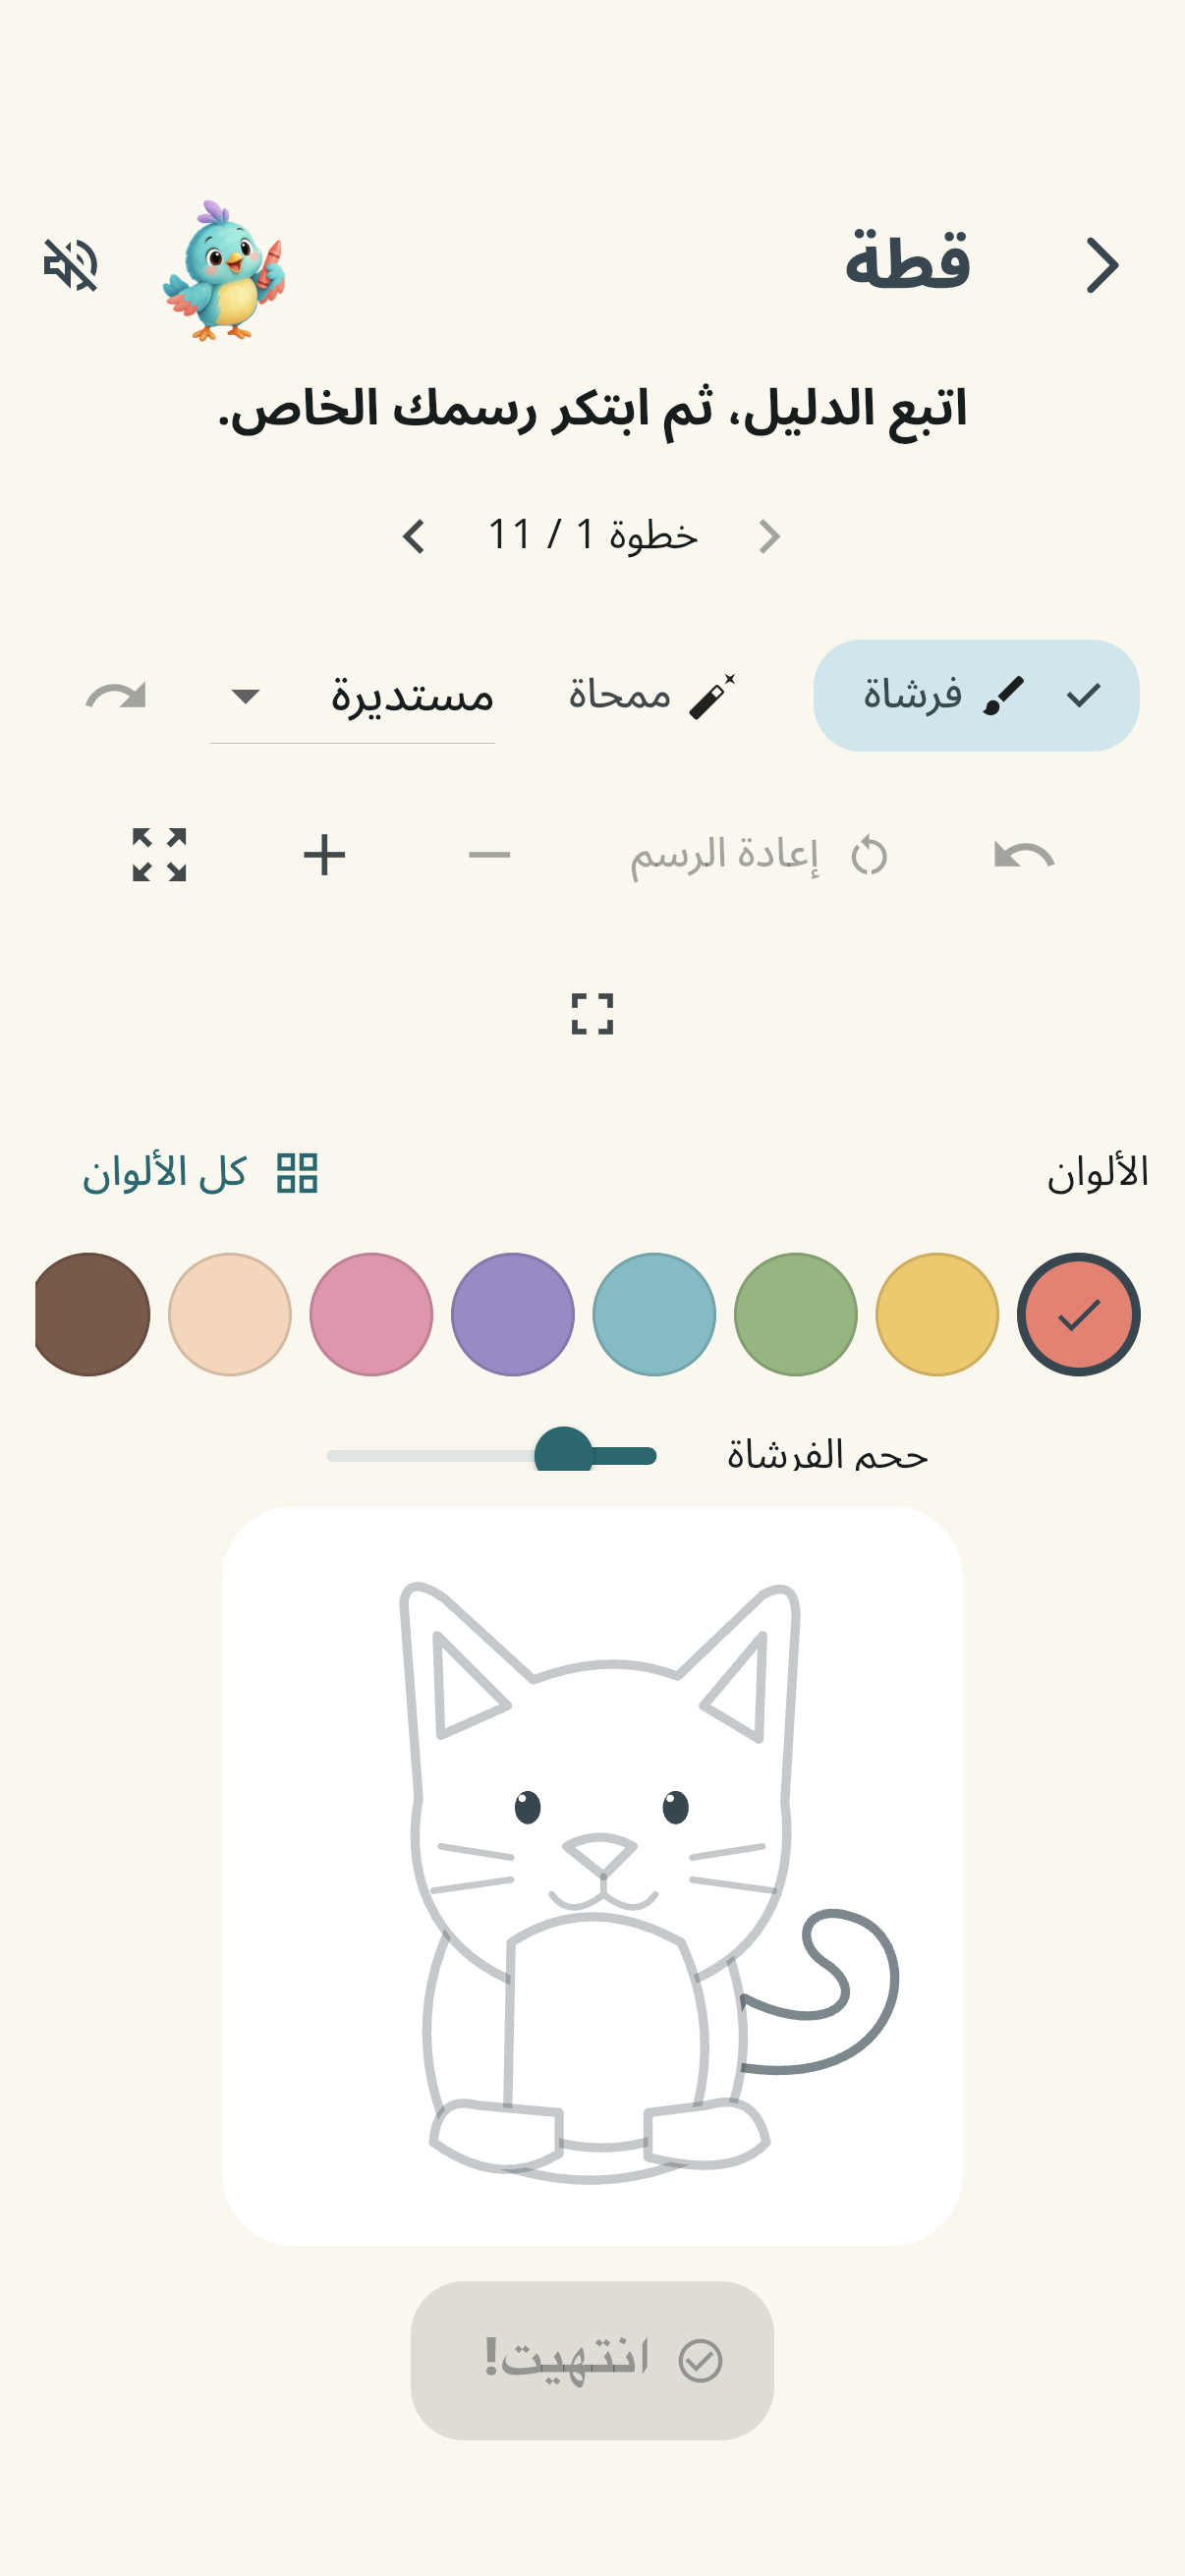 قطة
اتبع الدليل، ثم ابتكر رسمك الخاص.
خطوة 1 / 11
فرشاة ممحاة مستديرة
إعادة الرسم
الألوان كل الألوان
حجم الفرشاة
انتهيت!